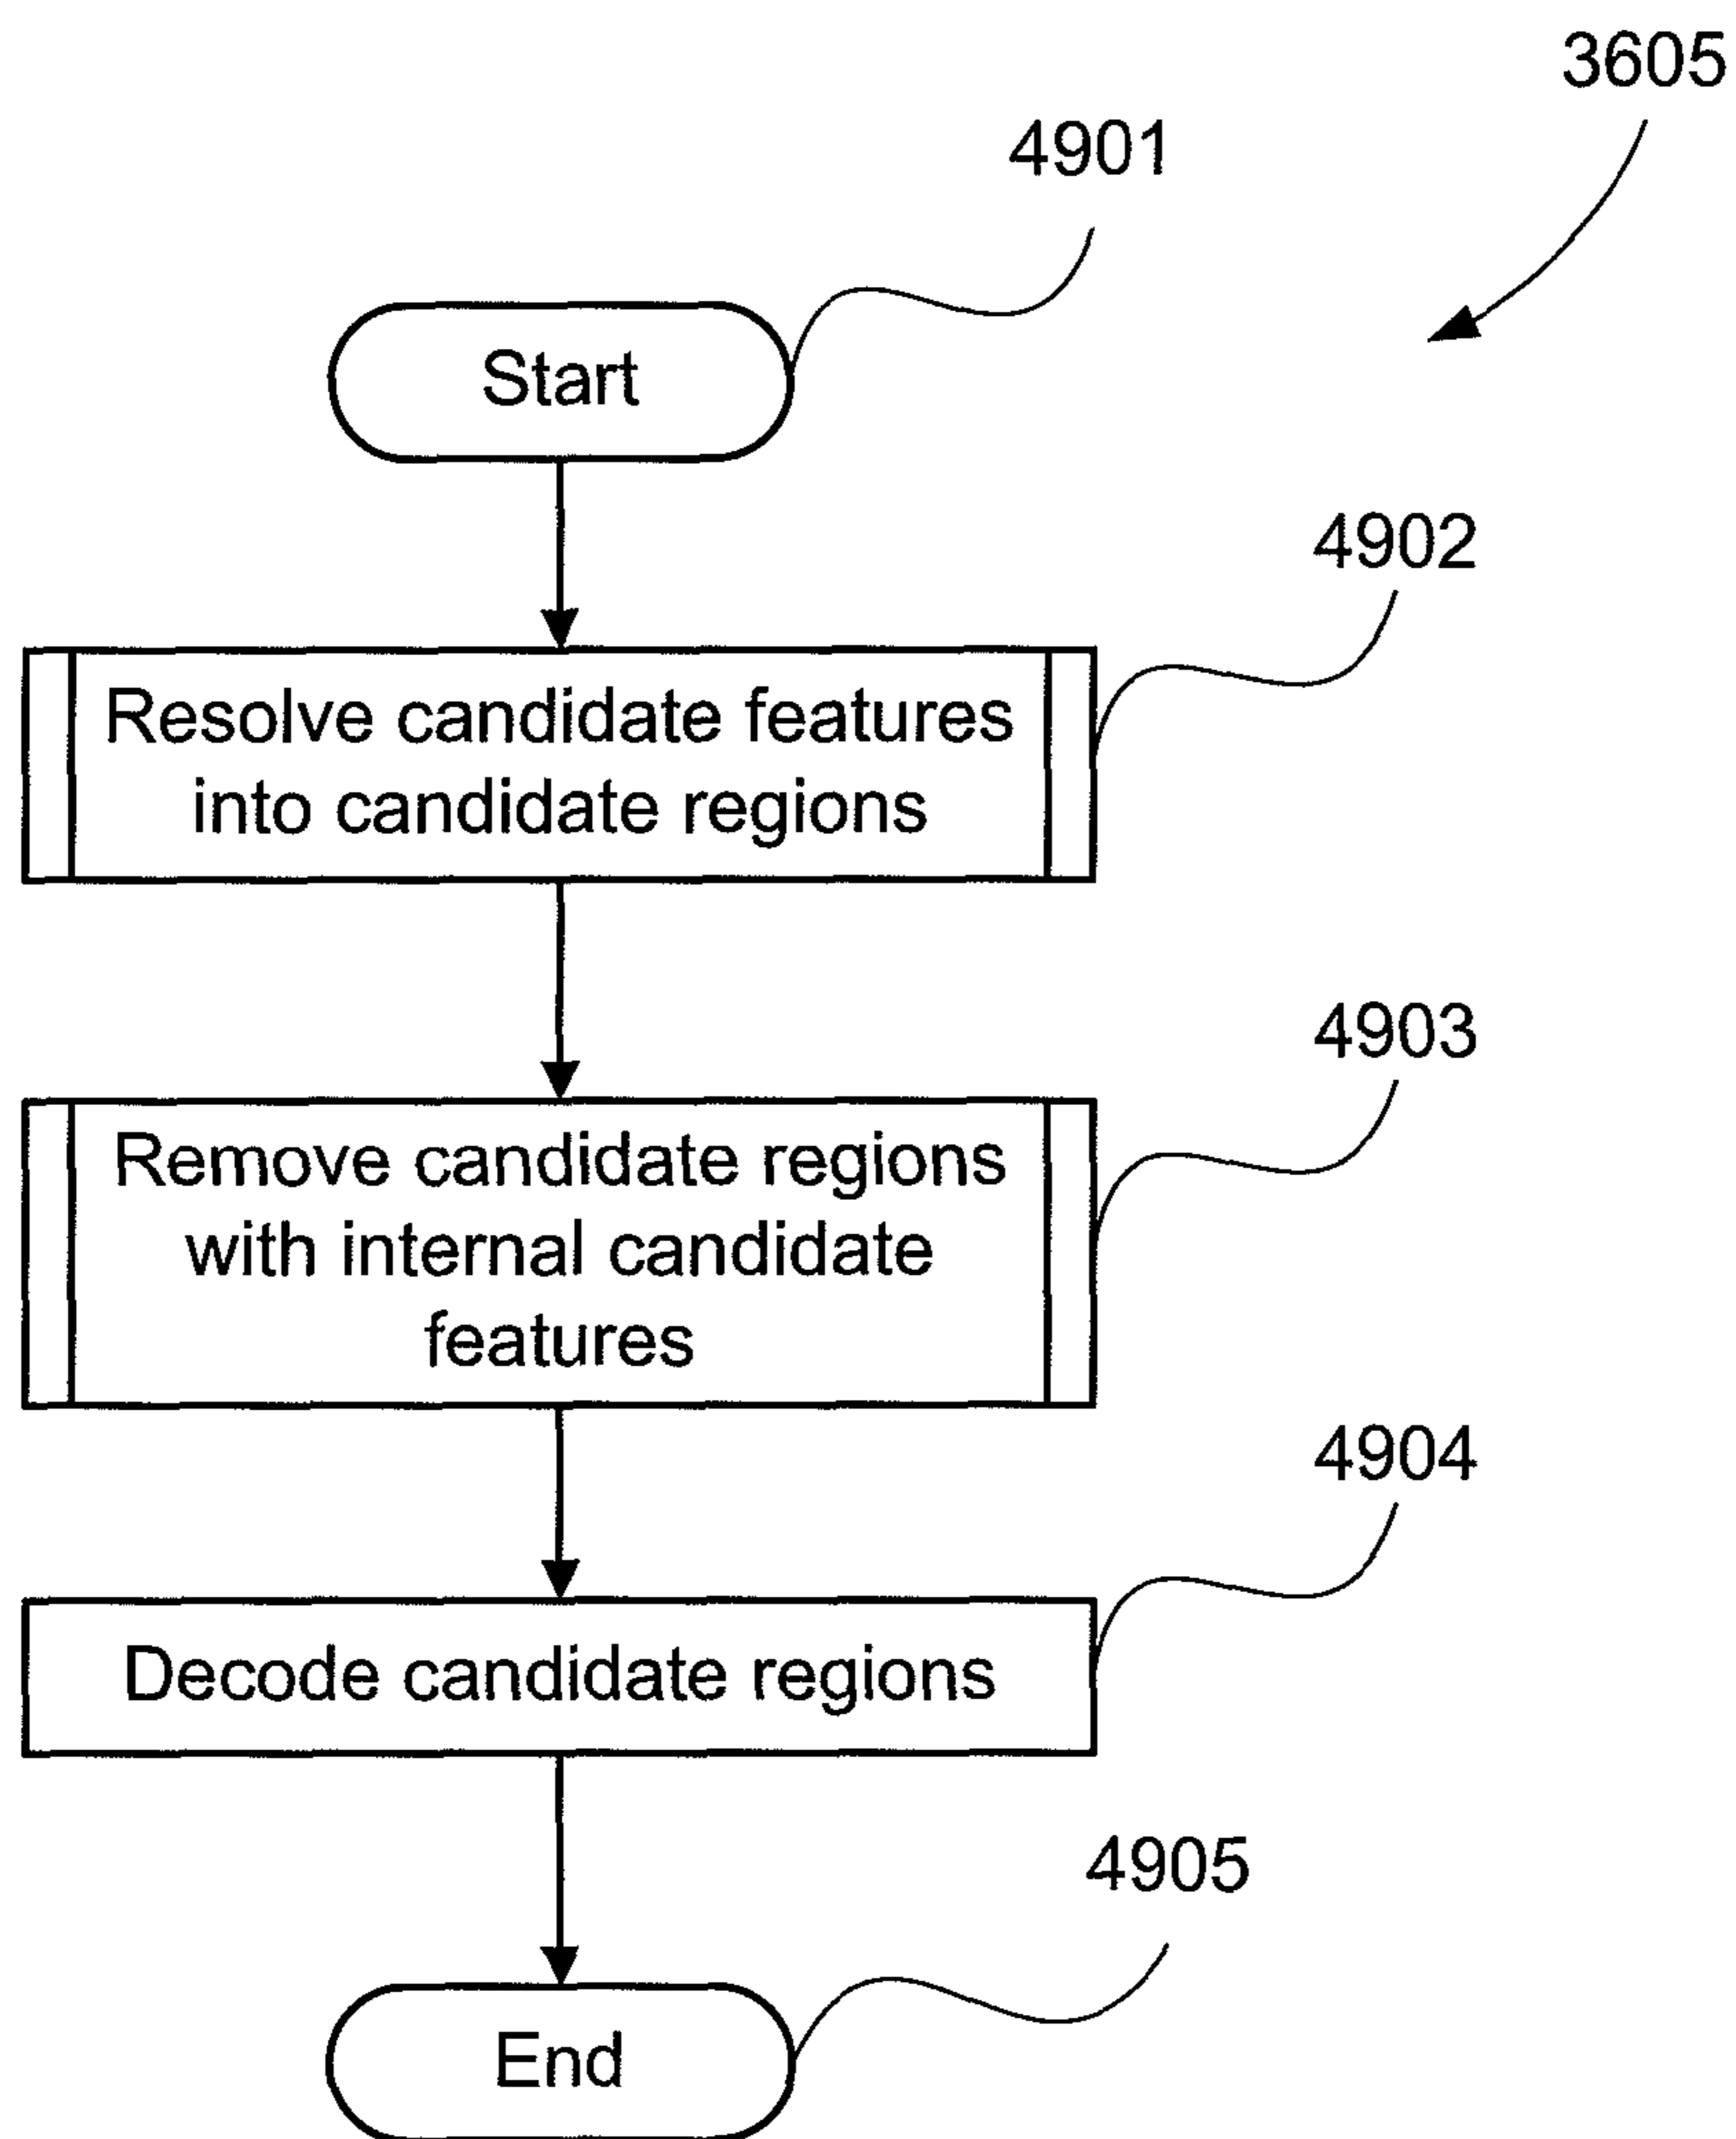 3605
4901
Start
4902
Resolve candidate features
into candidate regions
4903
Remove candidate regions
with internal candidate
features
4904
Decode candidate regions
4905
End